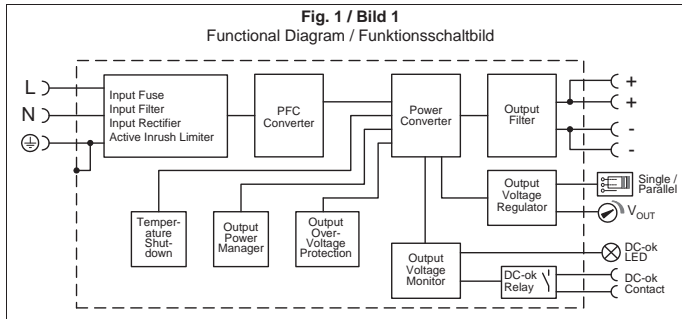 Fig. 1 / Bild 1
Functional Diagram / Funktionsschaltbild
L
N
Input Fuse
Input Filter
Input Rectifier
Active Inrush Limiter
PFC
Converter
Power
Converter
Output
Filter
+
+
-
-
Temper-
ature
Shut-
down
Output
Power
Manager
Output
Over-
Voltage
Protection
Output
Voltage
Regulator
Single /
Parallel
VOUT
Output
Voltage
Monitor
DC-ok
LED
DC-ok
Relay
DC-ok
Contact